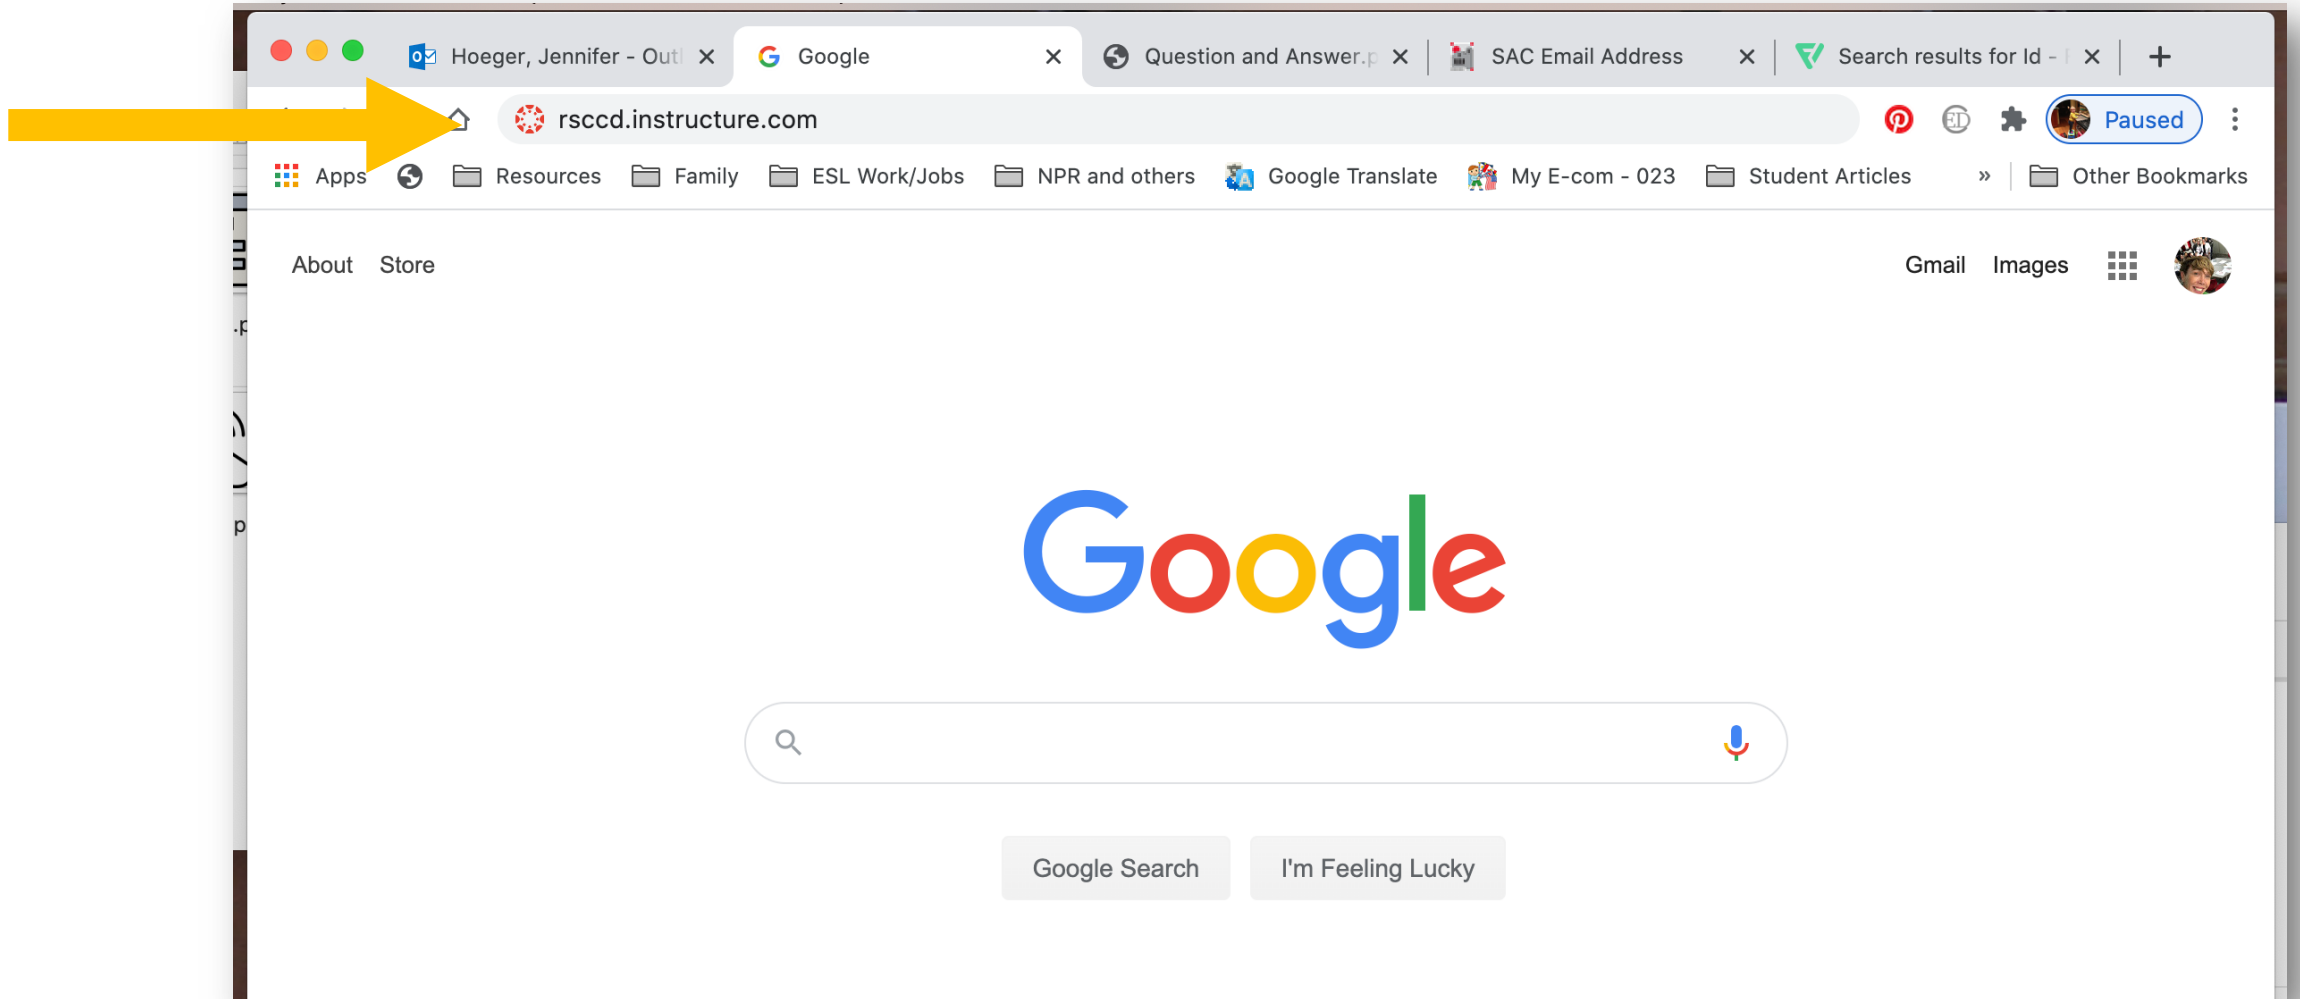 Hoeger, Jennifer - Out
Google
Question and Answer.p
SAC Email Address
Search results for Id -
rsccd.instructure.com
Paused
Apps
Resources
Family
ESL Work/Jobs
NPR and others
Google Translate
My E-com - 023
Student Articles
»
Other Bookmarks
About Store
Gmail Images
.p
p
Google
Google Search
I'm Feeling Lucky